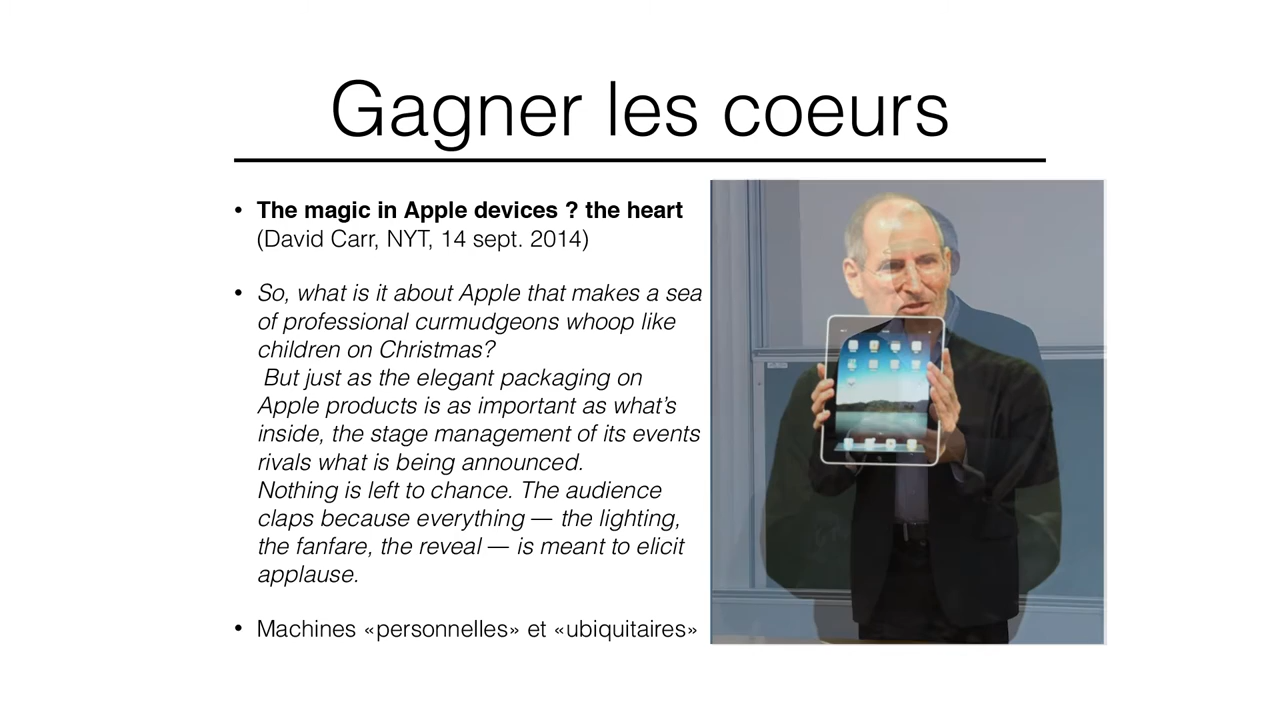 Gagner les coeurs
• The magic in Apple devices ? the heart
(David Carr, NYT, 14 sept. 2014)
• So, what is it about Apple that makes a sea
of professional curmudgeons whoop like
children on Christmas?
But just as the elegant packaging on
Apple products is as important as what’s
inside, the stage management of its events
rivals what is being announced.
Nothing is left to chance. The audience
claps because everything — the lighting,
the fanfare, the reveal — is meant to elicit
applause.
• Machines «personnelles» et «ubiquitaires»